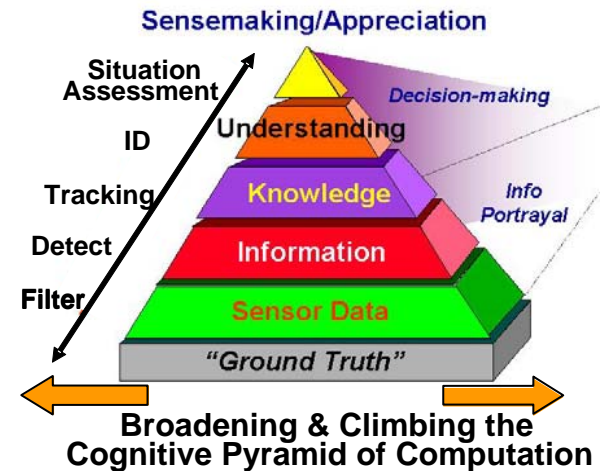 Sensemaking/Appreciation
Situation
Assessment
Decision-making
ID
Understanding
Tracking
Knowledge
Info
Portrayal
Detect
Information
Filter
Sensor Data
“Ground Truth”
Broadening & Climbing the
Cognitive Pyramid of Computation